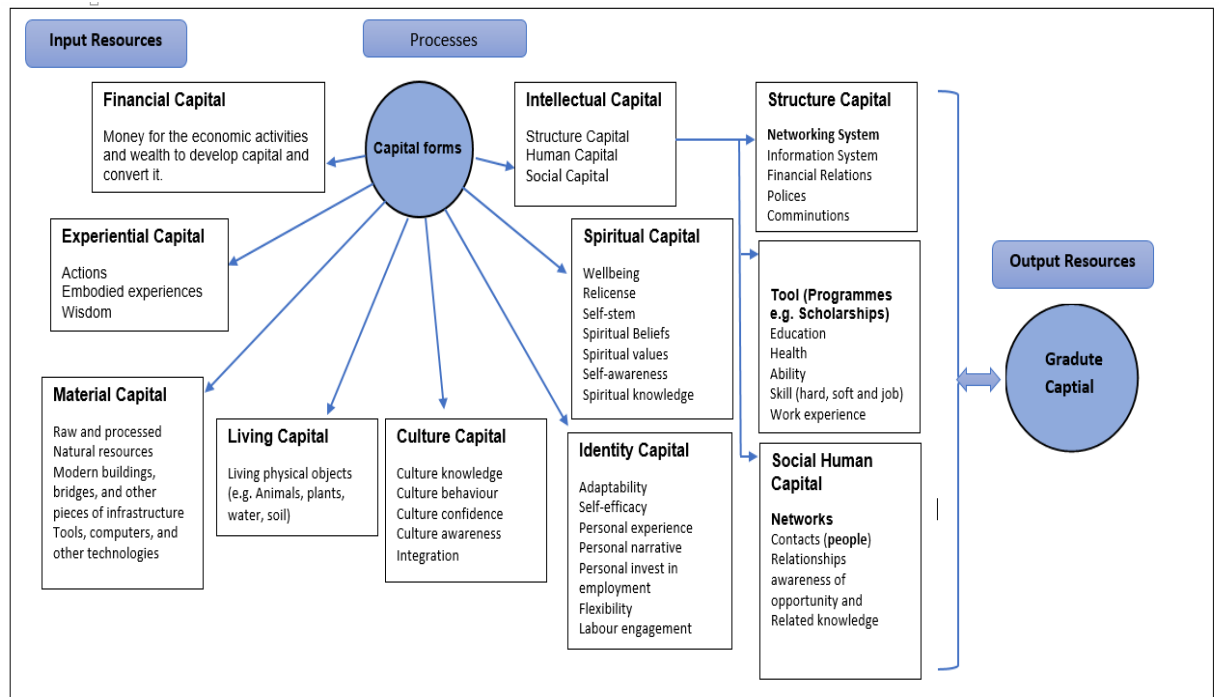 Input Resources
Processes
Financial Capital
Money for the economic activities
and wealth to develop capital and
convert it.
Capital forms
Intellectual Capital
Structure Capital
Human Capital
Social Capital
Structure Capital
Networking System
Information System
Financial Relations
Polices
Comminutions
Experiential Capital
Actions
Embodied experiences
Wisdom
Spiritual Capital
Wellbeing
Relicense
Self-stem
Spiritual Beliefs
Spiritual values
Self-awareness
Spiritual knowledge
Tool (Programmes
e.g. Scholarships)
Education
Health
Ability
Skill (hard, soft and job)
Work experience
Output Resources
Gradute
Captial
Material Capital
Raw and processed
Natural resources
Modern buildings,
bridges, and other
pieces of infrastructure
Tools, computers, and
other technologies
Living Capital
Living physical objects
(e.g. Animals, plants,
water, soil)
Culture Capital
Culture knowledge
Culture behaviour
Culture confidence
Culture awareness
Integration
Identity Capital
Adaptability
Self-efficacy
Personal experience
Personal narrative
Personal invest in
employment
Flexibility
Labour engagement
Social Human
Capital
Networks
Contacts (people)
Relationships
awareness of
opportunity and
Related knowledge